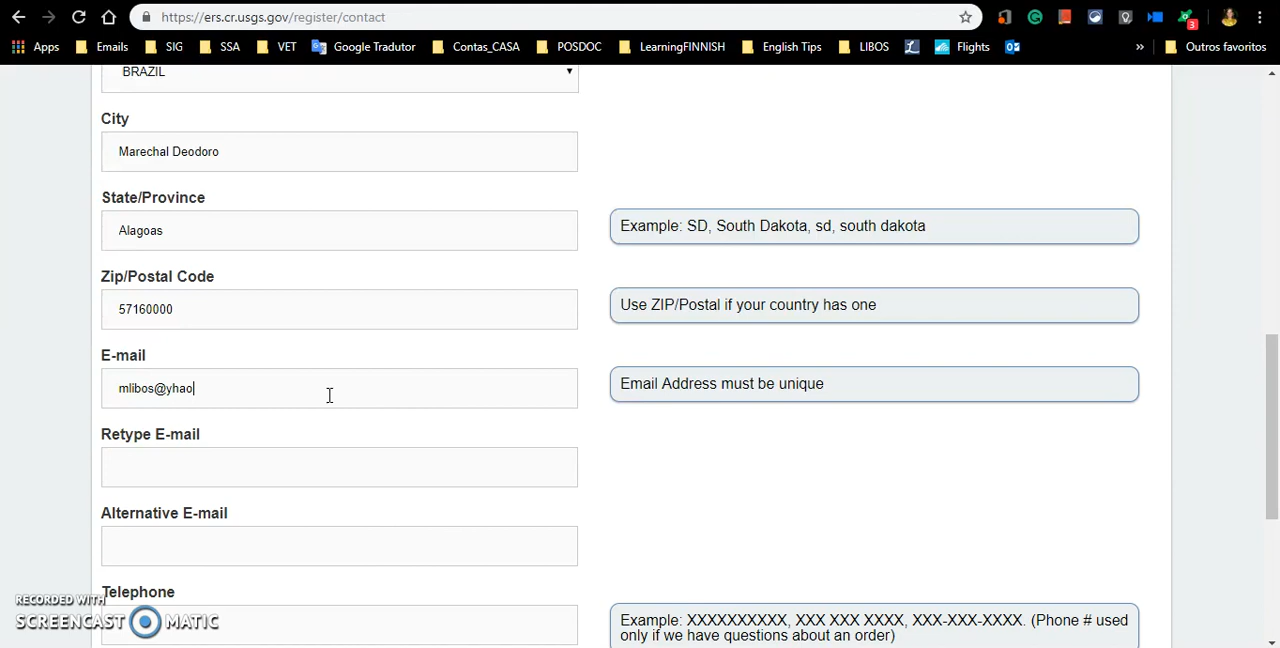 https://ers.cr.usgs.gov/register/contact
3
Apps Emails SIG SSA VET Google Tradutor Contas_CASA POSDOC LearningFINNISH English Tips LIBOS Flights » Outros favoritos
BRAZIL
City
Marechal Deodoro
State/Province
Alagoas
Example: SD, South Dakota, sd, south dakota
Zip/Postal Code
57160000
Use ZIP/Postal if your country has one
E-mail
mlibos@yhao
Email Address must be unique
Retype E-mail
Alternative E-mail
Telephone
Example: XXXXXXXXXX, XXX XXX XXXX, XXX-XXX-XXXX. (Phone # used
only if we have questions about an order)
RECORDED WITH
SCREENCAST MATIC